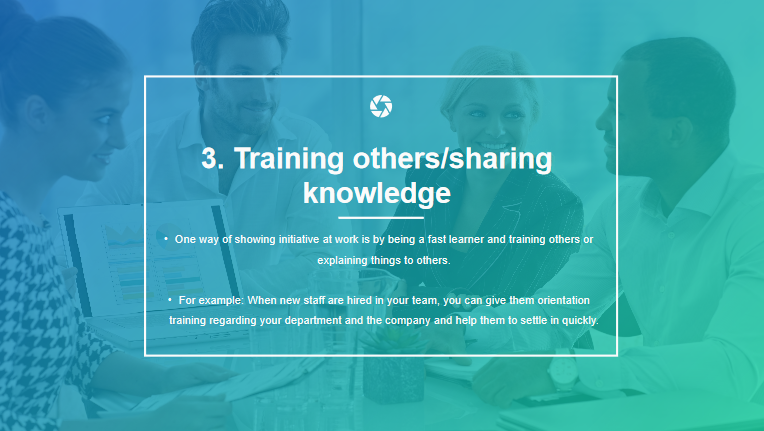 3. Training others/sharing
knowledge
• One way of showing initiative at work is by being a fast learner and training others or
explaining things to others.
• For example: When new staff are hired in your team, you can give them orientation
training regarding your department and the company and help them to settle in quickly.